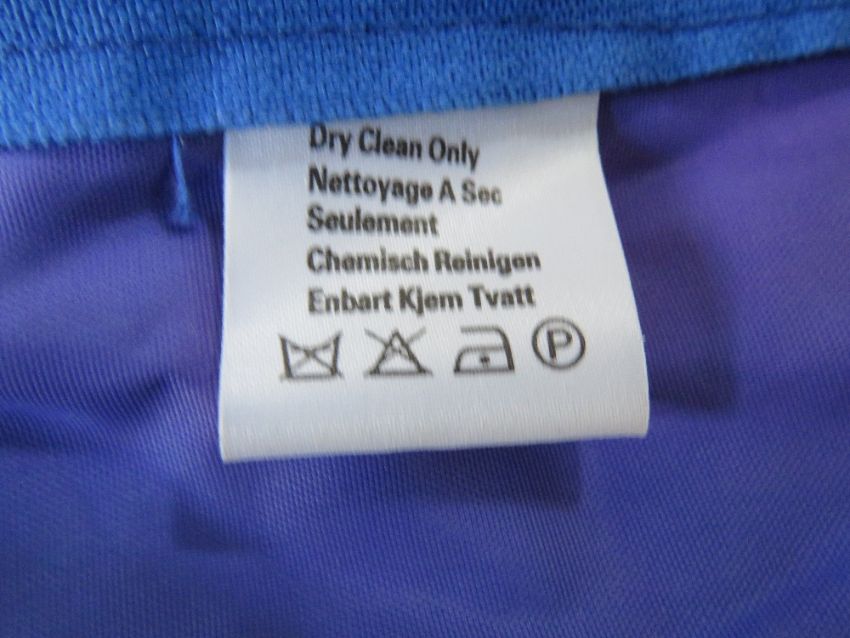 Dry Clean Only
Nettoyage A Sec
Seulement
Chemisch Reinigen
Enbart Kjem Tvatt
P